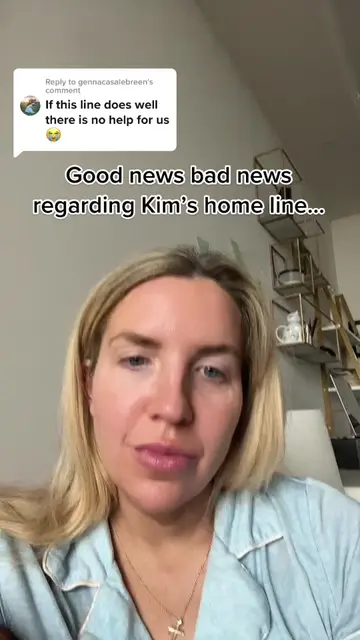 Reply to gennacasalebreen's
comment
If this line does well
there is no help for us
😭
Good news bad news
regarding Kim's home line...